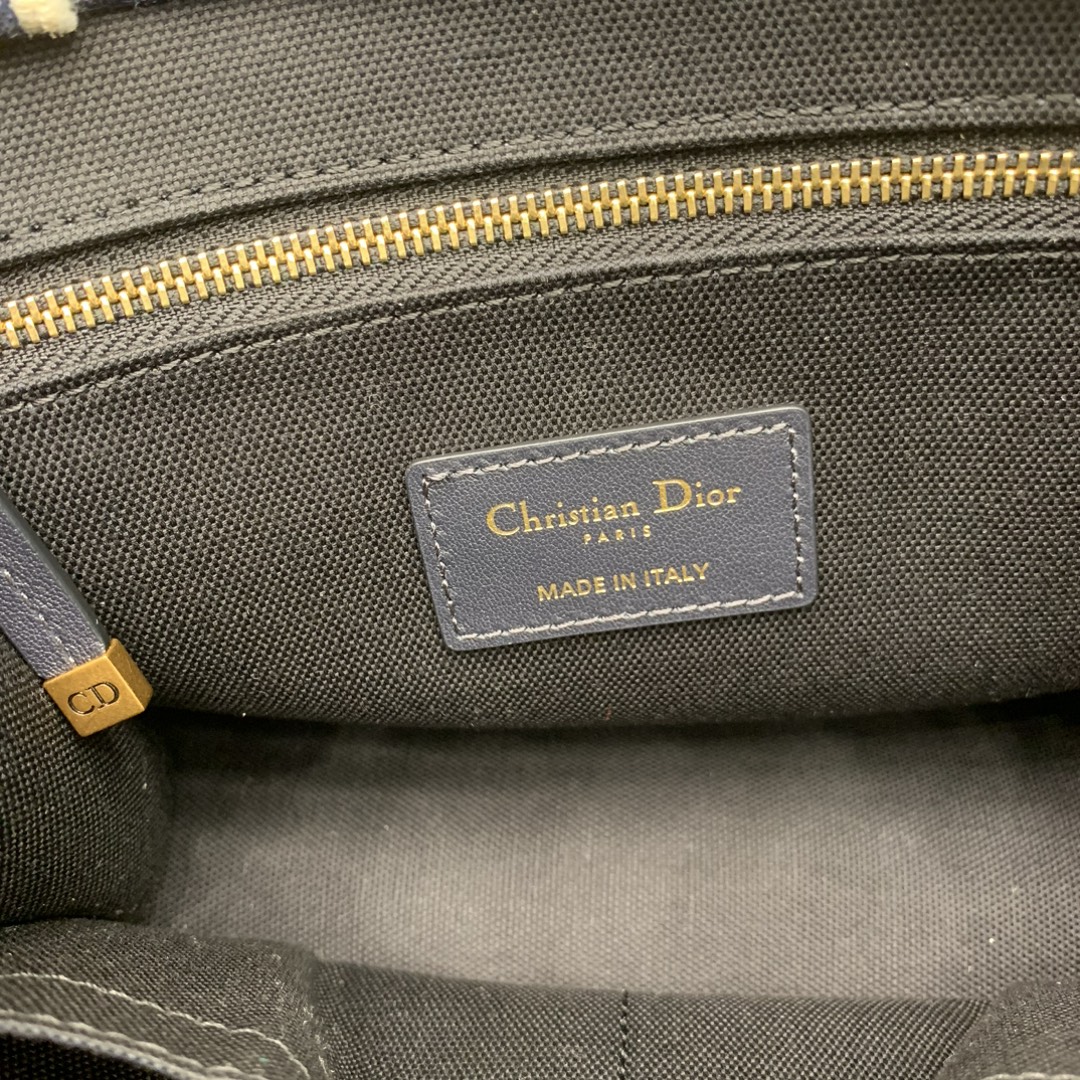 Christian Dior
PARIS
MADE IN ITALY
CD